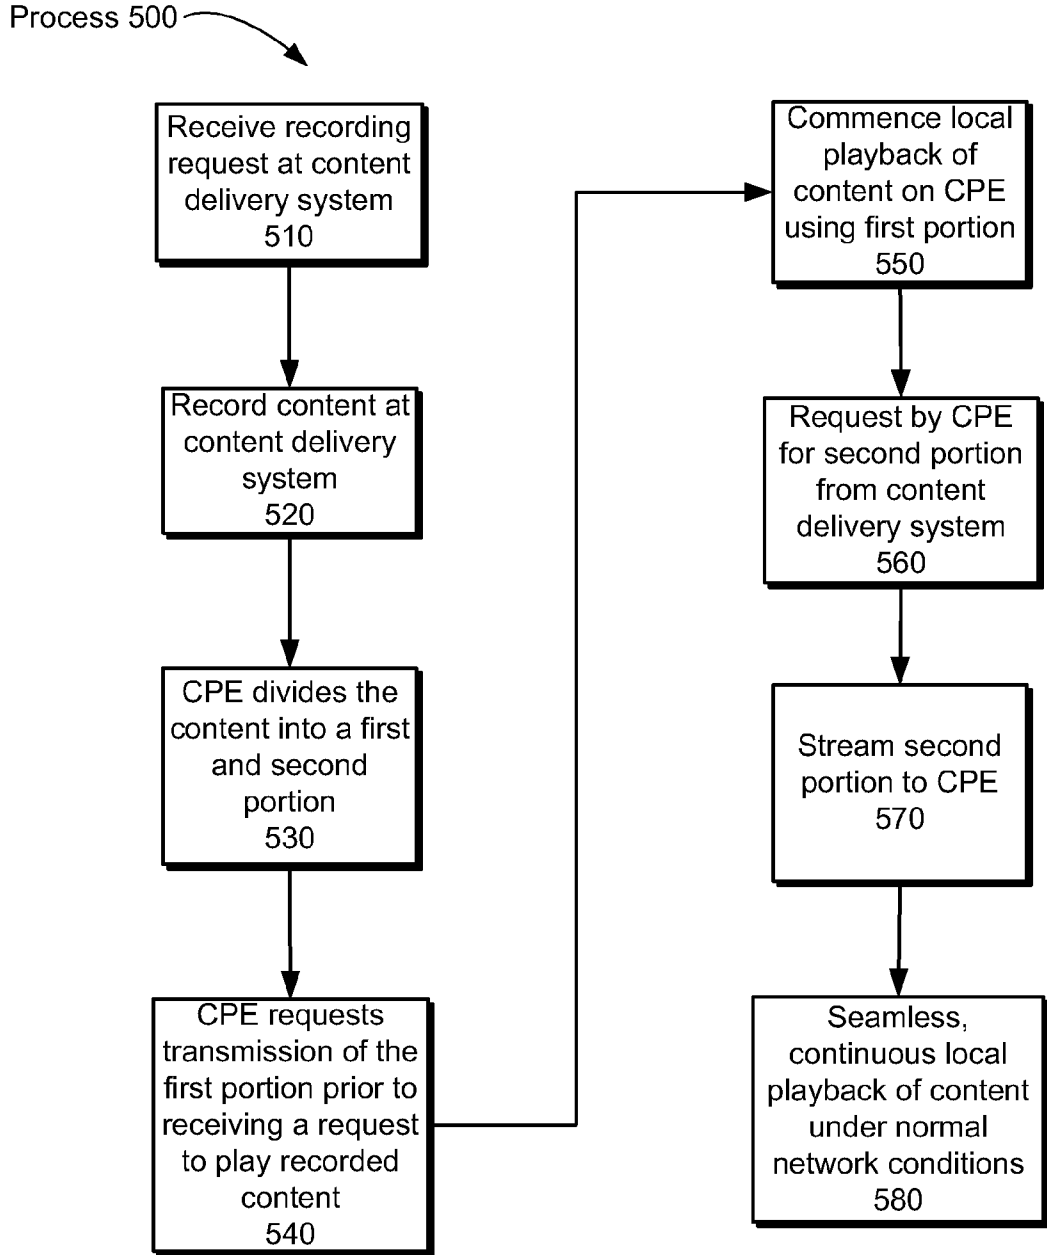 Process 500
Receive recording
request at content
delivery system
510
Record content at
content delivery
system
520
CPE divides the
content into a first
and second
portion
530
CPE requests
transmission of the
first portion prior to
receiving a request
to play recorded
content
540
Commence local
playback of
content on CPE
using first portion
550
Request by CPE
for second portion
from content
delivery system
560
Stream second
portion to CPE
570
Seamless,
continuous local
playback of content
under normal
network conditions
580